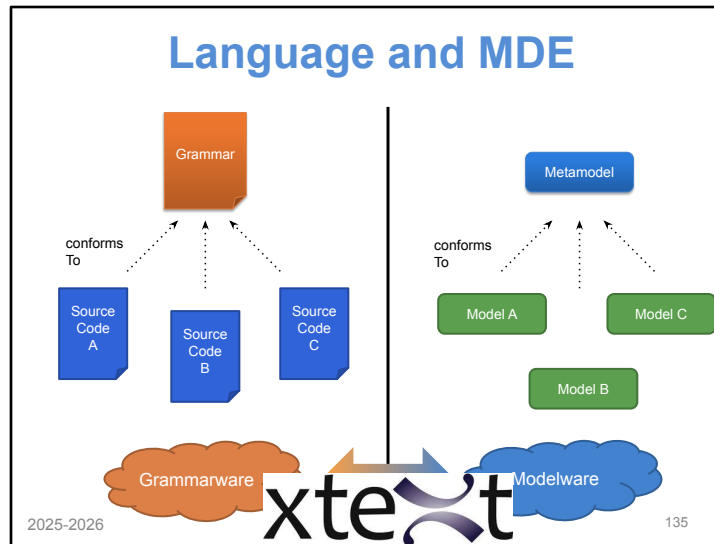 Language and MDE
Grammar
conforms
To
Source
Code
A
Source
Code
B
Source
Code
C
Grammarware
Metamodel
conforms
To
Model A
Model C
Model B
Modelware
xtext
2025-2026
135